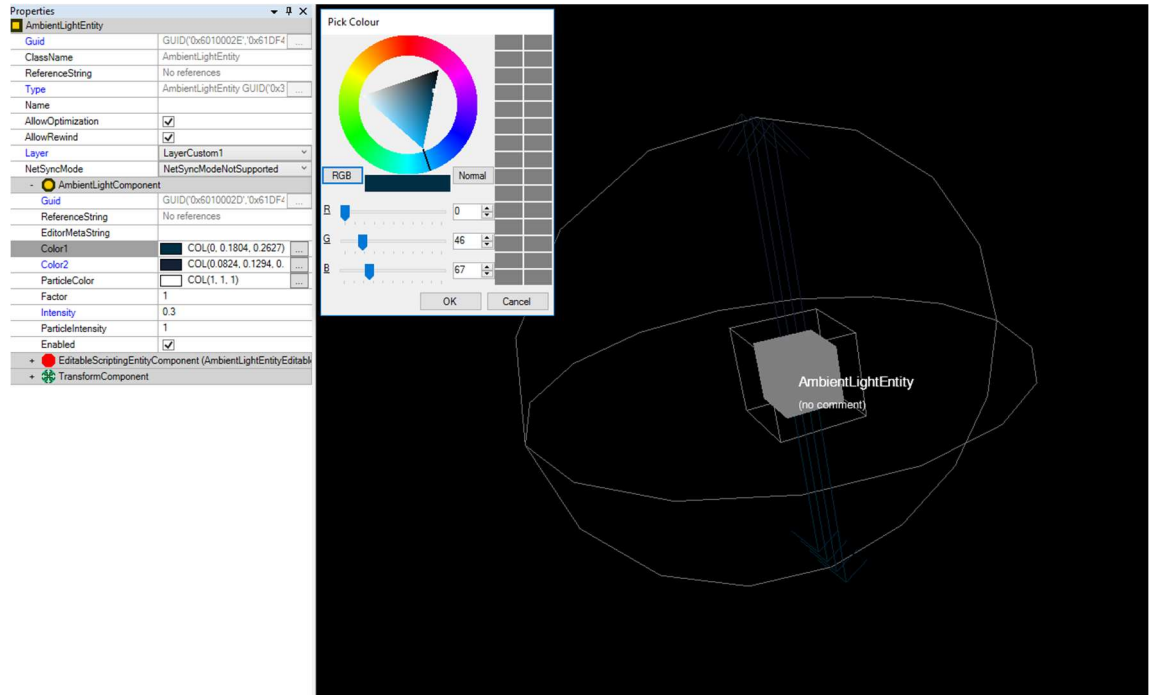 Properties
AmbientLightEntity
Guid GUID('0x6010002E','0x61DF4 ...
ClassName AmbientLightEntity
ReferenceString No references
Type AmbientLightEntity GUID('0x3 ...
Name
AllowOptimization
AllowRewind
Layer LayerCustom1
NetSyncMode NetSyncModeNotSupported
- AmbientLightComponent
Guid GUID('0x6010002D','0x61DF4 ...
ReferenceString No references
EditorMetaString
Color1 COL(0, 0.1804, 0.2627) ...
Color2 COL(0.0824, 0.1294, 0. ...
ParticleColor COL(1, 1, 1) ...
Factor 1
Intensity 0.3
ParticleIntensity 1
Enabled
+ EditableScriptingEntityComponent (AmbientLightEntityEditabl
+ TransformComponent
Pick Colour
RGB Normal
R 0
G 46
B 67
OK Cancel
AmbientLightEntity
(no comment)